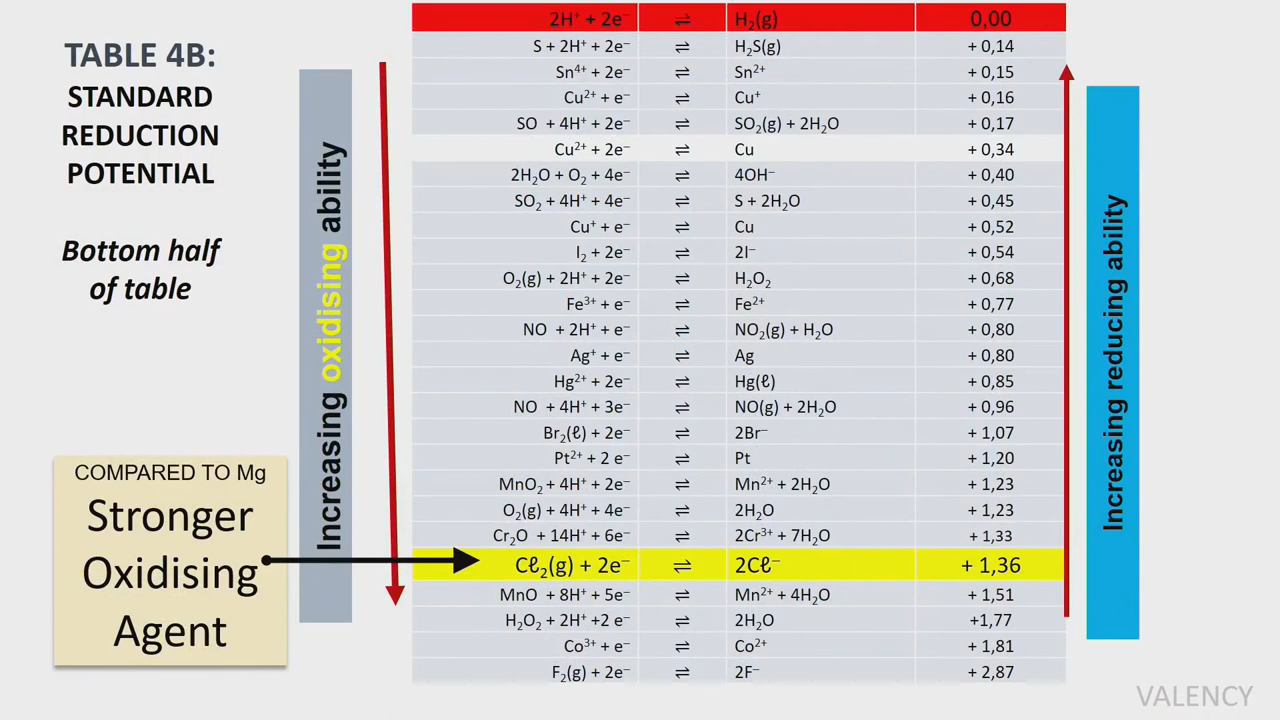 TABLE 4B:
STANDARD
REDUCTION
POTENTIAL
Bottom half
of table
COMPARED TO Mg
Stronger
Oxidising
Agent
Increasing oxidising ability
2H⁺ + 2e⁻ ⇌ H₂(g) 0,00
S + 2H⁺ + 2e⁻ ⇌ H₂S(g) + 0,14
Sn⁴⁺ + 2e⁻ ⇌ Sn²⁺ + 0,15
Cu²⁺ + e⁻ ⇌ Cu⁺ + 0,16
SO + 4H⁺ + 2e⁻ ⇌ SO₂(g) + 2H₂O + 0,17
Cu²⁺ + 2e⁻ ⇌ Cu + 0,34
2H₂O + O₂ + 4e⁻ ⇌ 4OH⁻ + 0,40
SO₂ + 4H⁺ + 4e⁻ ⇌ S + 2H₂O + 0,45
Cu⁺ + e⁻ ⇌ Cu + 0,52
I₂ + 2e⁻ ⇌ 2I⁻ + 0,54
O₂(g) + 2H⁺ + 2e⁻ ⇌ H₂O₂ + 0,68
Fe³⁺ + e⁻ ⇌ Fe²⁺ + 0,77
NO + 2H⁺ + e⁻ ⇌ NO₂(g) + H₂O + 0,80
Ag⁺ + e⁻ ⇌ Ag + 0,80
Hg²⁺ + 2e⁻ ⇌ Hg(ℓ) + 0,85
NO + 4H⁺ + 3e⁻ ⇌ NO(g) + 2H₂O + 0,96
Br₂(ℓ) + 2e⁻ ⇌ 2Br⁻ + 1,07
Pt²⁺ + 2 e⁻ ⇌ Pt + 1,20
MnO₂ + 4H⁺ + 2e⁻ ⇌ Mn²⁺ + 2H₂O + 1,23
O₂(g) + 4H⁺ + 4e⁻ ⇌ 2H₂O + 1,23
Cr₂O + 14H⁺ + 6e⁻ ⇌ 2Cr³⁺ + 7H₂O + 1,33
Cℓ₂(g) + 2e⁻ ⇌ 2Cℓ⁻ + 1,36
MnO + 8H⁺ + 5e⁻ ⇌ Mn²⁺ + 4H₂O + 1,51
H₂O₂ + 2H⁺ +2 e⁻ ⇌ 2H₂O +1,77
Co³⁺ + e⁻ ⇌ Co²⁺ + 1,81
F₂(g) + 2e⁻ ⇌ 2F⁻ + 2,87
Increasing reducing ability
VALENCY